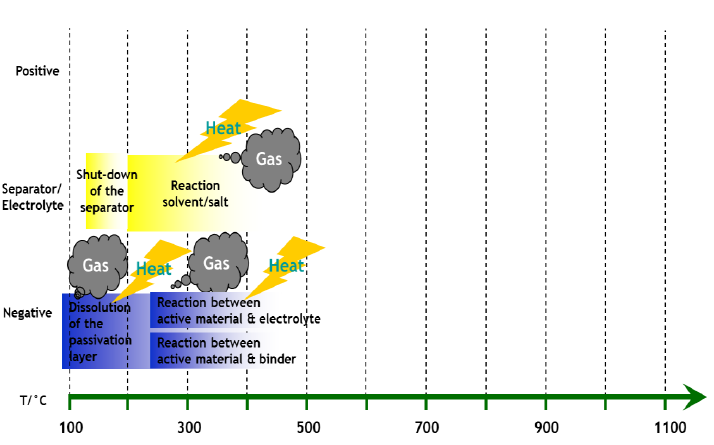 Positive
Heat
Gas
Separator/
Electrolyte
Shut-down
of the
separator
Reaction
solvent/salt
Gas
Heat
Gas
Heat
Negative
Dissolution
of the
passivation
layer
Reaction between
active material & electrolyte
Reaction between
active material & binder
T/°C
100
300
500
700
900
1100